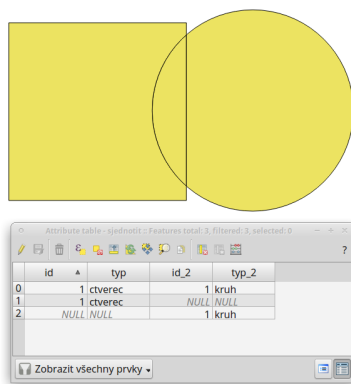 Attribute table - sjednotit :: Features total: 3, filtered: 3, selected: 0
?
id typ id_2 typ_2
0 1 ctverec 1 kruh
1 1 ctverec NULL NULL
2 NULL NULL 1 kruh
Zobrazit všechny prvky